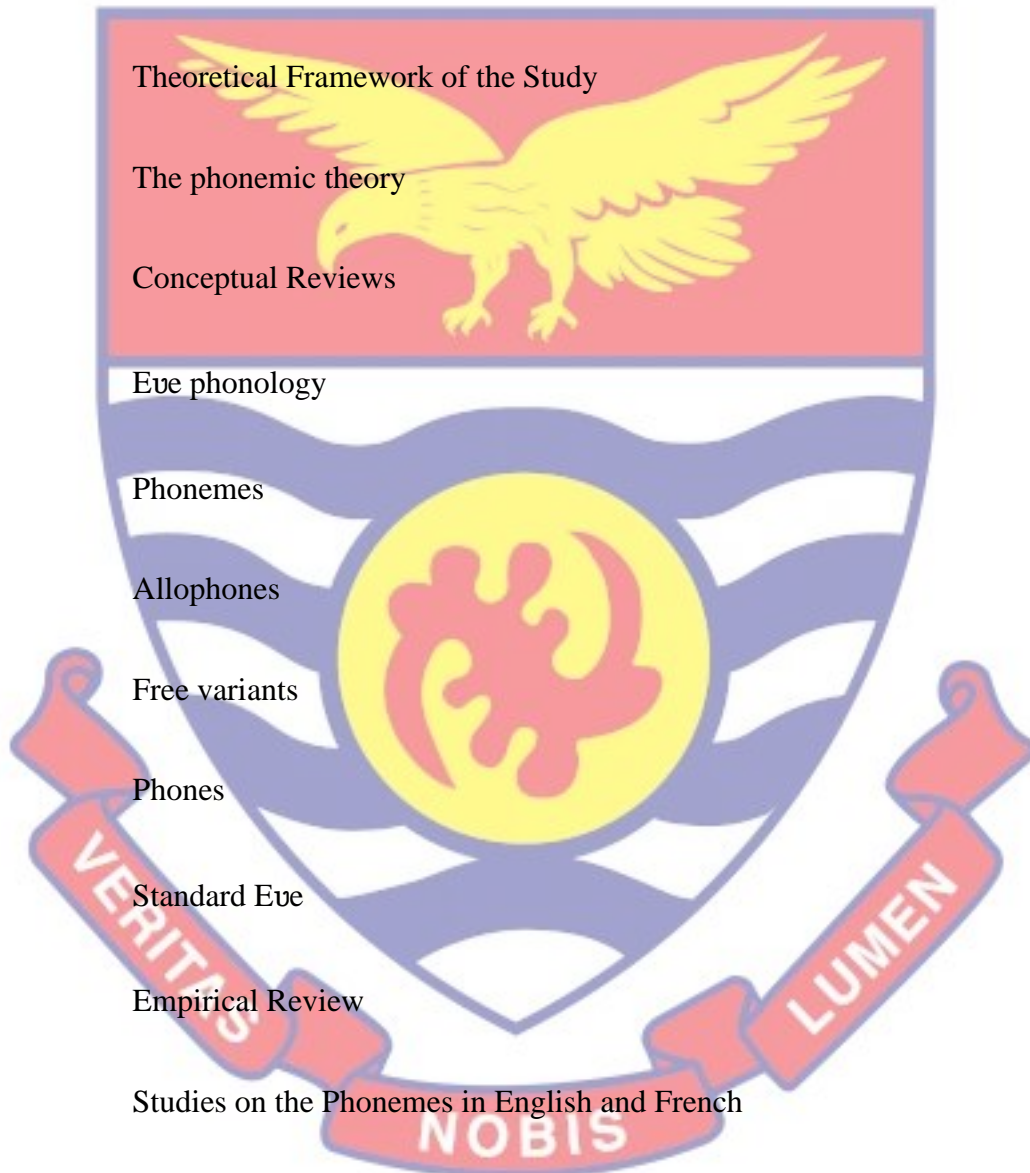 Theoretical Framework of the Study
The phonemic theory
Conceptual Reviews
Eʋe phonology
Phonemes
Allophones
Free variants
Phones
Standard Eʋe
Empirical Review
Studies on the Phonemes in English and French
VERITAS
NOBIS
LUMEN